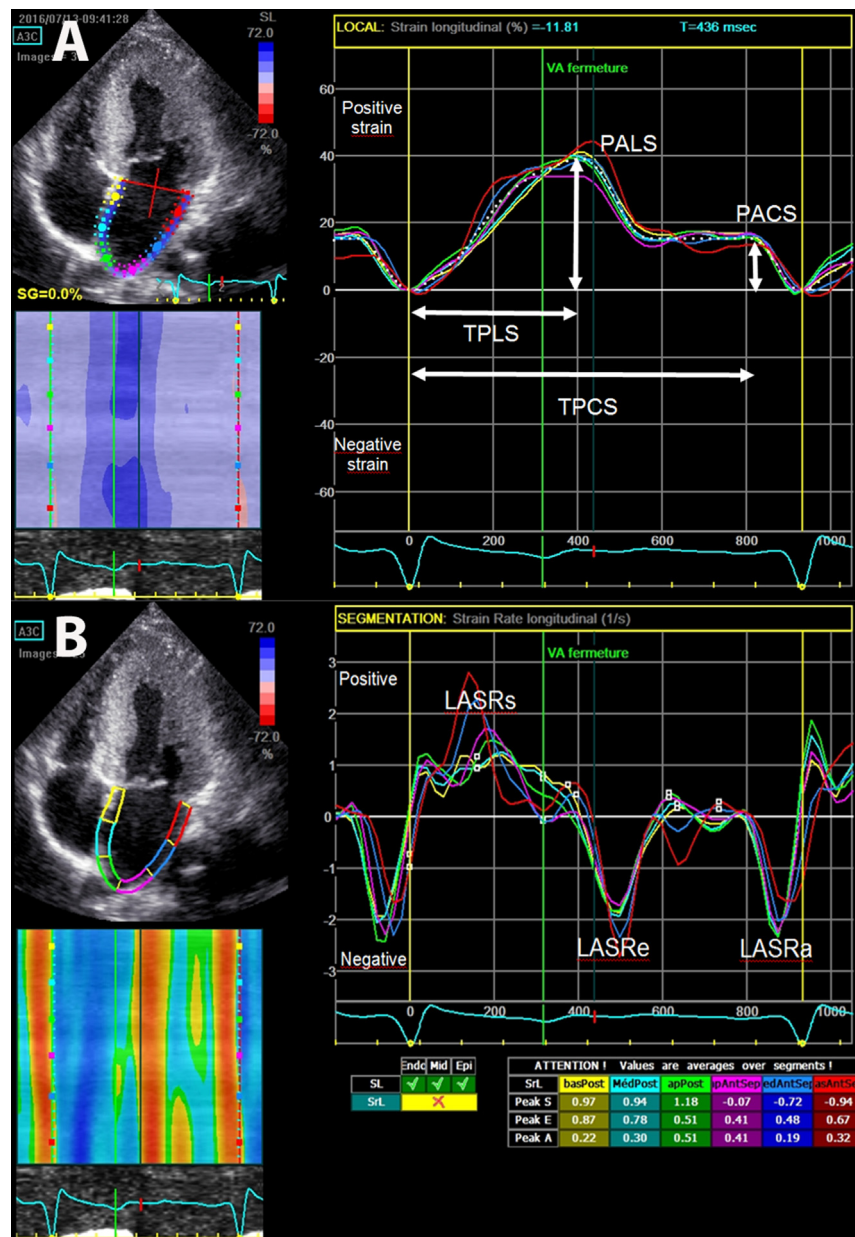 2016/07/13-09:41:28
A
A3C
SL
72.0
-72.0
%
SG=0.0%
2
LOCAL: Strain longitudinal (%) =-11.81 T=436 msec
VA fermeture
60
40
20
0
-20
-40
-60
Positive
strain
PALS
PACS
TPLS
TPCS
Negative
strain
0 200 400 600 800 1000
B
A3C
72.0
-72.0
%
SEGMENTATION: Strain Rate longitudinal (1/s)
VA fermeture
3
2
1
0
-1
-2
-3
Positive
LASRs
LASRe
LASRa
Negative
0 200 400 600 800 1000
Endo Mid Epi
SL
SrL
ATTENTION ! Values are averages over segments !
SrL basPost MédPost apPost
Peak S 0.97 0.94 1.18 -0.07 -0.72 -0.94
Peak E 0.87 0.78 0.51 0.41 0.48 0.67
Peak A 0.22 0.30 0.51 0.41 0.19 0.32